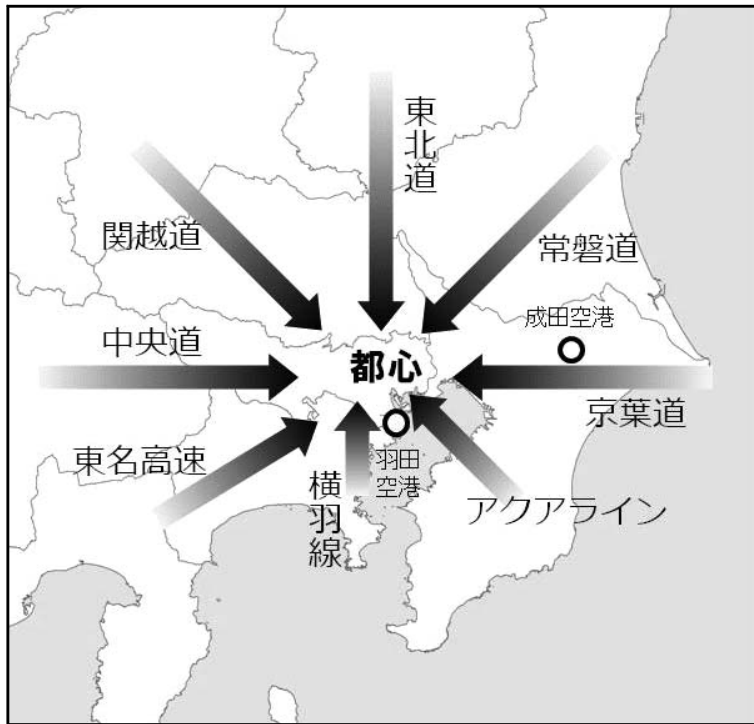 東北道
関越道
常磐道
成田空港
中央道
都心
京葉道
東名高速
羽田
空港
横羽線
アクアライン